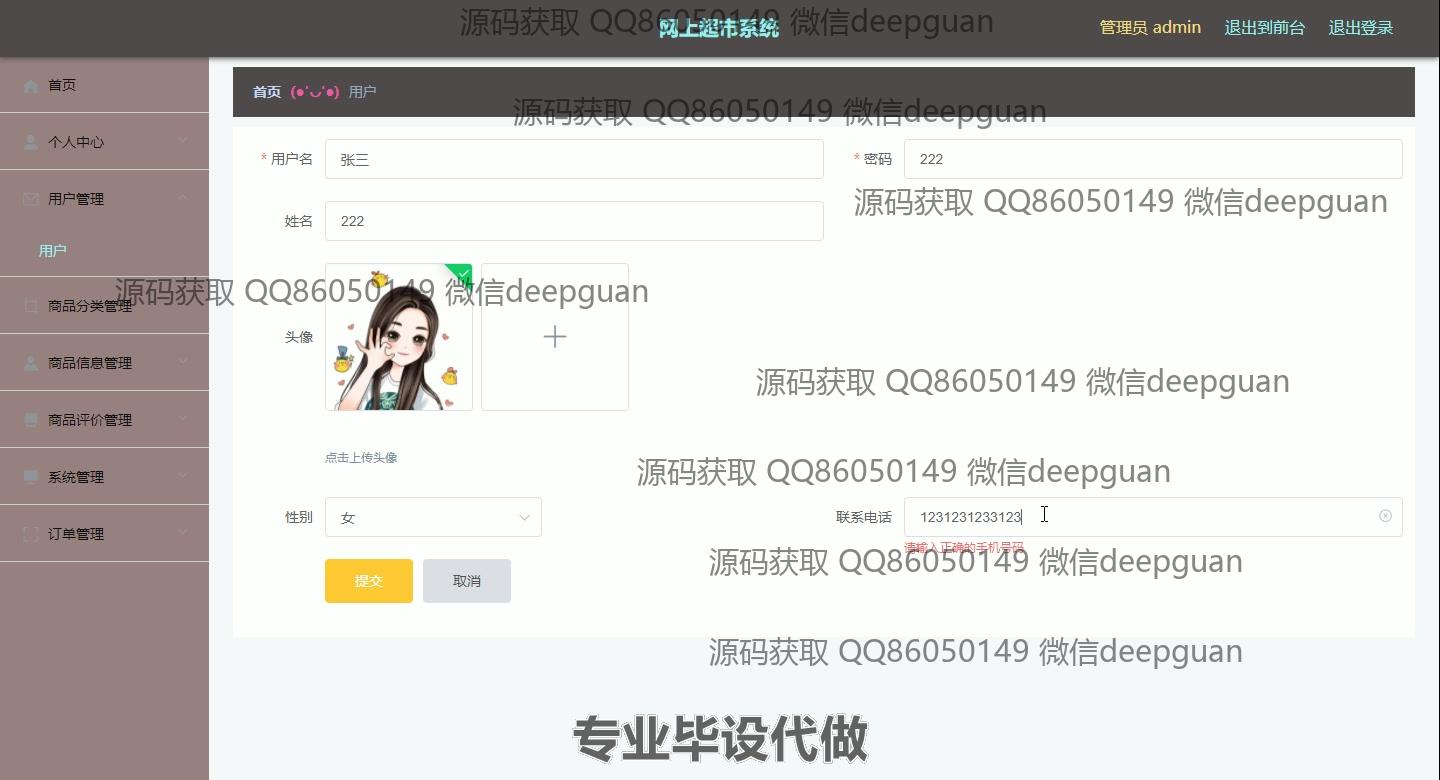 网上超市系统
管理员 admin 退出到前台 退出登录
源码获取 QQ86050149 微信deepguan
首页
首页 (●'◡'●) 用户
源码获取 QQ86050149 微信deepguan
个人中心
* 用户名 张三 * 密码 222
用户管理
源码获取 QQ86050149 微信deepguan
姓名 222
用户
源码获取 QQ86050149 微信deepguan
商品分类管理
头像
商品信息管理
源码获取 QQ86050149 微信deepguan
商品评价管理
点击上传头像
源码获取 QQ86050149 微信deepguan
系统管理
性别 女 联系电话 1231231233123
订单管理
请输入正确的手机号码
源码获取 QQ86050149 微信deepguan
提交 取消
源码获取 QQ86050149 微信deepguan
专业毕设代做